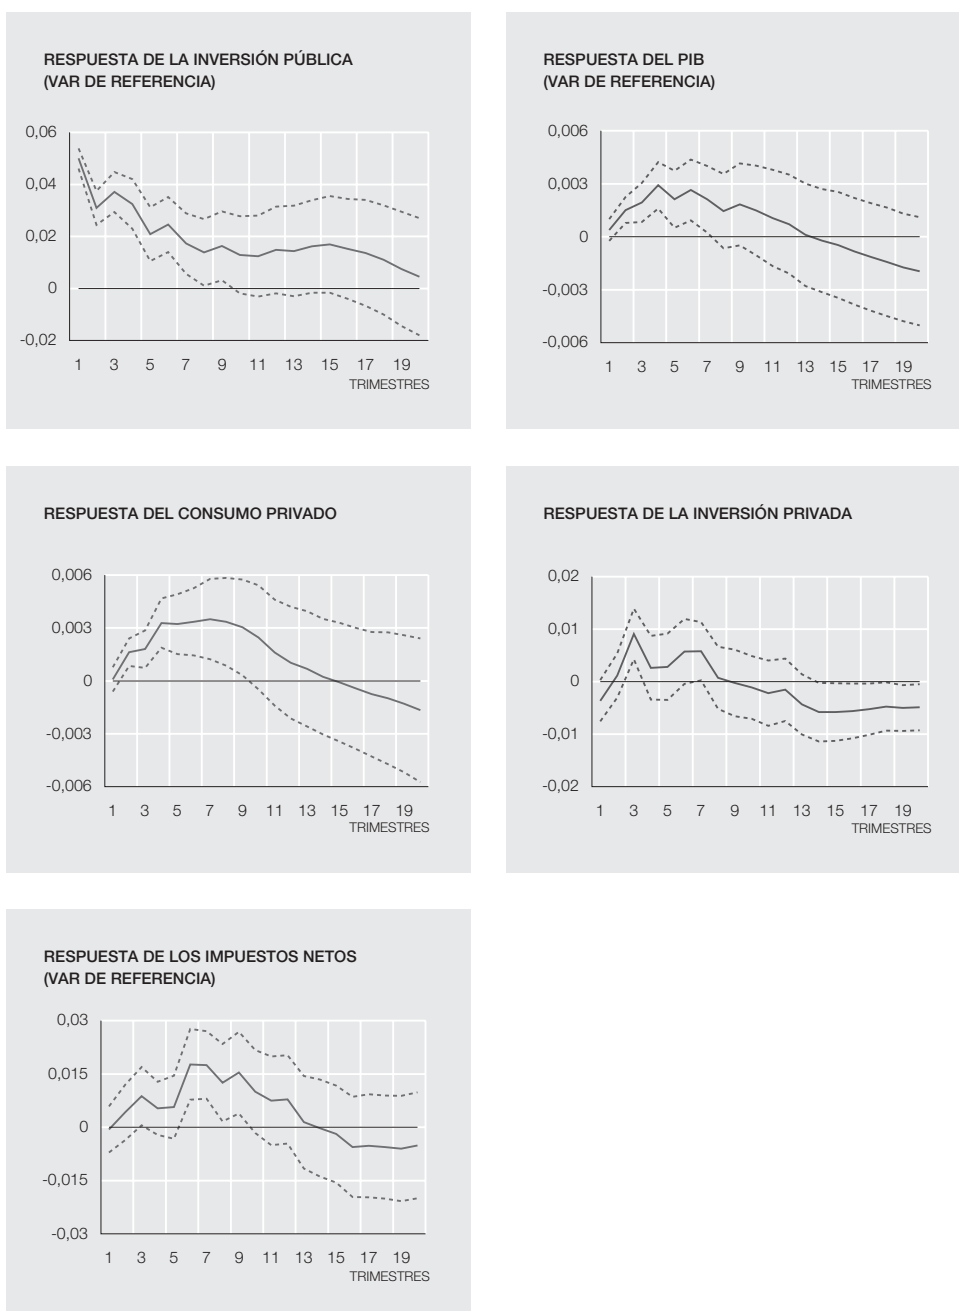 RESPUESTA DE LA INVERSIÓN PÚBLICA
(VAR DE REFERENCIA)
0,06
0,04
0,02
0
-0,02
1 3 5 7 9 11 13 15 17 19
TRIMESTRES
RESPUESTA DEL PIB
(VAR DE REFERENCIA)
0,006
0,003
0
-0,003
-0,006
1 3 5 7 9 11 13 15 17 19
TRIMESTRES
RESPUESTA DEL CONSUMO PRIVADO
0,006
0,003
0
-0,003
-0,006
1 3 5 7 9 11 13 15 17 19
TRIMESTRES
RESPUESTA DE LA INVERSIÓN PRIVADA
0,02
0,01
0
-0,01
-0,02
1 3 5 7 9 11 13 15 17 19
TRIMESTRES
RESPUESTA DE LOS IMPUESTOS NETOS
(VAR DE REFERENCIA)
0,03
0,015
0
-0,015
-0,03
1 3 5 7 9 11 13 15 17 19
TRIMESTRES